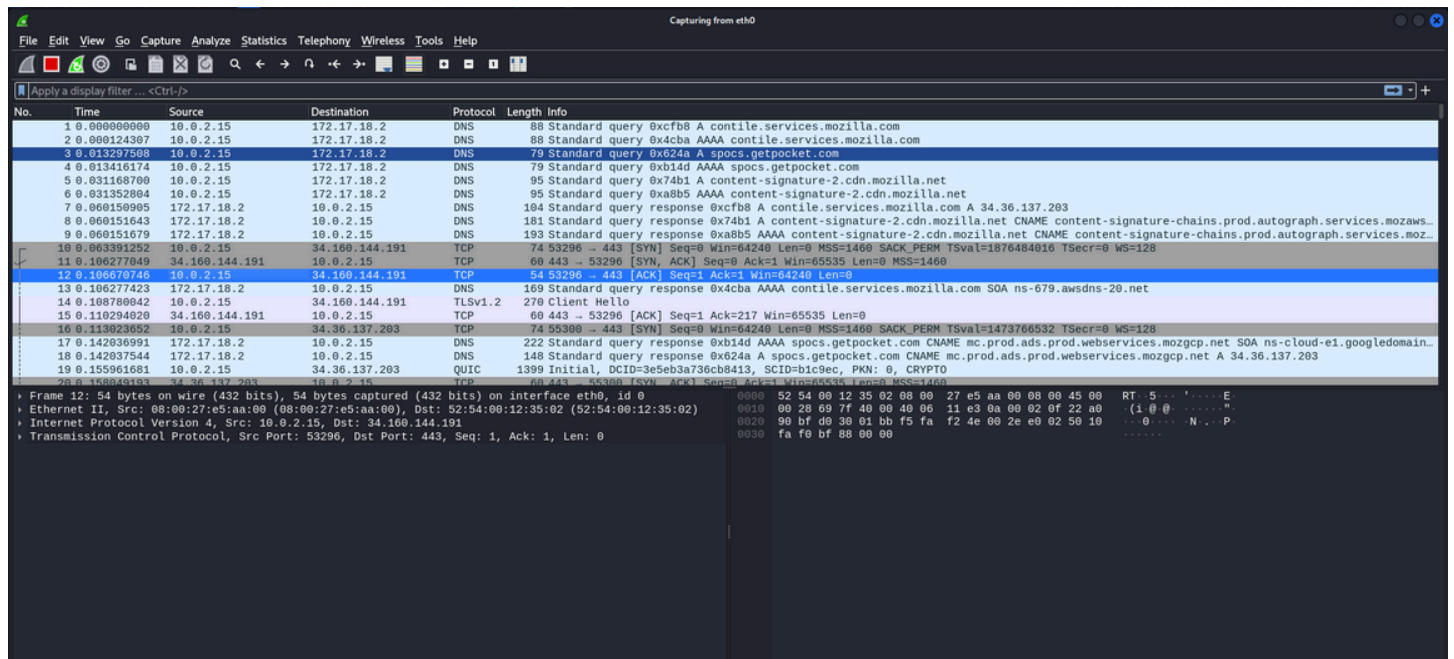 Capturing from eth0
File Edit View Go Capture Analyze Statistics Telephony Wireless Tools Help
Apply a display filter ... <Ctrl-/>
No. Time Source Destination Protocol Length Info
1 0.000000000 10.0.2.15 172.17.18.2 DNS 88 Standard query 0xcfb8 A contile.services.mozilla.com
2 0.000124307 10.0.2.15 172.17.18.2 DNS 88 Standard query 0x4cba AAAA contile.services.mozilla.com
3 0.013297508 10.0.2.15 172.17.18.2 DNS 79 Standard query 0x624a A spocs.getpocket.com
4 0.013416174 10.0.2.15 172.17.18.2 DNS 79 Standard query 0xb14d AAAA spocs.getpocket.com
5 0.031168700 10.0.2.15 172.17.18.2 DNS 95 Standard query 0x74b1 A content-signature-2.cdn.mozilla.net
6 0.031352804 10.0.2.15 172.17.18.2 DNS 95 Standard query 0xa8b5 AAAA content-signature-2.cdn.mozilla.net
7 0.060150905 172.17.18.2 10.0.2.15 DNS 104 Standard query response 0xcfb8 A contile.services.mozilla.com A 34.36.137.203
8 0.060151643 172.17.18.2 10.0.2.15 DNS 181 Standard query response 0x74b1 A content-signature-2.cdn.mozilla.net CNAME content-signature-chains.prod.autograph.services.mozaws…
9 0.060151679 172.17.18.2 10.0.2.15 DNS 193 Standard query response 0xa8b5 AAAA content-signature-2.cdn.mozilla.net CNAME content-signature-chains.prod.autograph.services.moz…
10 0.063391252 10.0.2.15 34.160.144.191 TCP 74 53296 → 443 [SYN] Seq=0 Win=64240 Len=0 MSS=1460 SACK_PERM TSval=1876484016 TSecr=0 WS=128
11 0.106277049 34.160.144.191 10.0.2.15 TCP 60 443 → 53296 [SYN, ACK] Seq=0 Ack=1 Win=65535 Len=0 MSS=1460
12 0.106670746 10.0.2.15 34.160.144.191 TCP 54 53296 → 443 [ACK] Seq=1 Ack=1 Win=64240 Len=0
13 0.106277423 172.17.18.2 10.0.2.15 DNS 169 Standard query response 0x4cba AAAA contile.services.mozilla.com SOA ns-679.awsdns-20.net
14 0.108780042 10.0.2.15 34.160.144.191 TLSv1.2 270 Client Hello
15 0.110294020 34.160.144.191 10.0.2.15 TCP 60 443 → 53296 [ACK] Seq=1 Ack=217 Win=65535 Len=0
16 0.113023652 10.0.2.15 34.36.137.203 TCP 74 55300 → 443 [SYN] Seq=0 Win=64240 Len=0 MSS=1460 SACK_PERM TSval=1473766532 TSecr=0 WS=128
17 0.142036991 172.17.18.2 10.0.2.15 DNS 222 Standard query response 0xb14d AAAA spocs.getpocket.com CNAME mc.prod.ads.prod.webservices.mozgcp.net SOA ns-cloud-e1.googledomain…
18 0.142037544 172.17.18.2 10.0.2.15 DNS 148 Standard query response 0x624a A spocs.getpocket.com CNAME mc.prod.ads.prod.webservices.mozgcp.net A 34.36.137.203
19 0.155961681 10.0.2.15 34.36.137.203 QUIC 1399 Initial, DCID=3e5eb3a736cb8413, SCID=b1c9ec, PKN: 0, CRYPTO
20 0.158049193 34.36.137.203 10.0.2.15 TCP 60 443 → 55300 [SYN, ACK] Seq=0 Ack=1 Win=65535 Len=0 MSS=1460
Frame 12: 54 bytes on wire (432 bits), 54 bytes captured (432 bits) on interface eth0, id 0
Ethernet II, Src: 08:00:27:e5:aa:00 (08:00:27:e5:aa:00), Dst: 52:54:00:12:35:02 (52:54:00:12:35:02)
Internet Protocol Version 4, Src: 10.0.2.15, Dst: 34.160.144.191
Transmission Control Protocol, Src Port: 53296, Dst Port: 443, Seq: 1, Ack: 1, Len: 0
0000 52 54 00 12 35 02 08 00 27 e5 aa 00 08 00 45 00 RT··5···'·····E·
0010 00 28 69 7f 40 00 40 06 11 e3 0a 00 02 0f 22 a0 ·(i·@·@·······"·
0020 90 bf d0 30 01 bb f5 fa f2 4e 00 2e e0 02 50 10 ···0·····N·.··P·
0030 fa f0 bf 88 00 00 ······